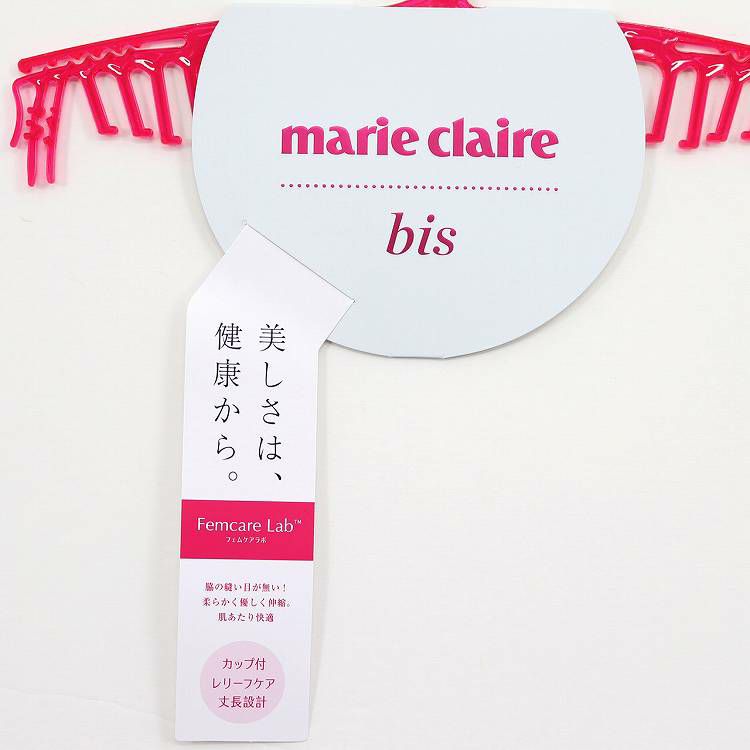 marie claire
bis
美しさは、
健康から。
Femcare Lab™
フェムケアラボ
脇の縫い目が無い！
柔らかく優しく伸縮。
肌あたり快適
カップ付
レリーフケア
丈長設計